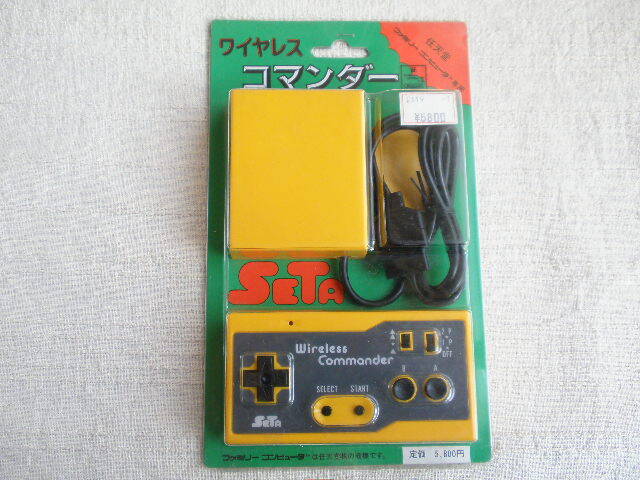 ワイヤレス
コマンダー
任天堂
ファミリーコンピュータ
¥5800
SETA
Wireless
Commander
1P
OFF
SELECT START
B A
SETA
ファミリーコンピュータ™は任天堂㈱の商標です。
定価 5,800円